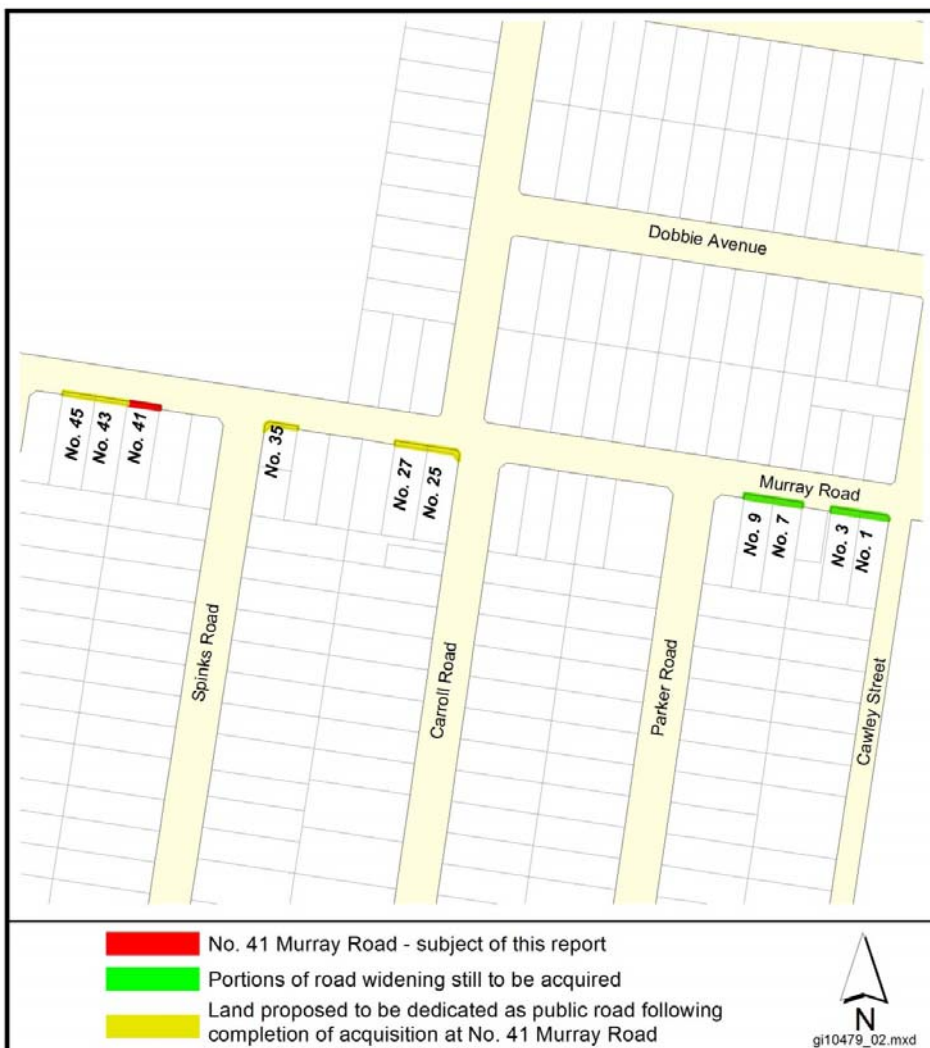 Dobbie Avenue
No. 45
No. 43
No. 41
No. 35
No. 27
No. 25
Murray Road
No. 9
No. 7
No. 3
No. 1
Spinks Road
Carroll Road
Parker Road
Cawley Street
No. 41 Murray Road - subject of this report
Portions of road widening still to be acquired
Land proposed to be dedicated as public road following
completion of acquisition at No. 41 Murray Road
N
gi10479_02.mxd